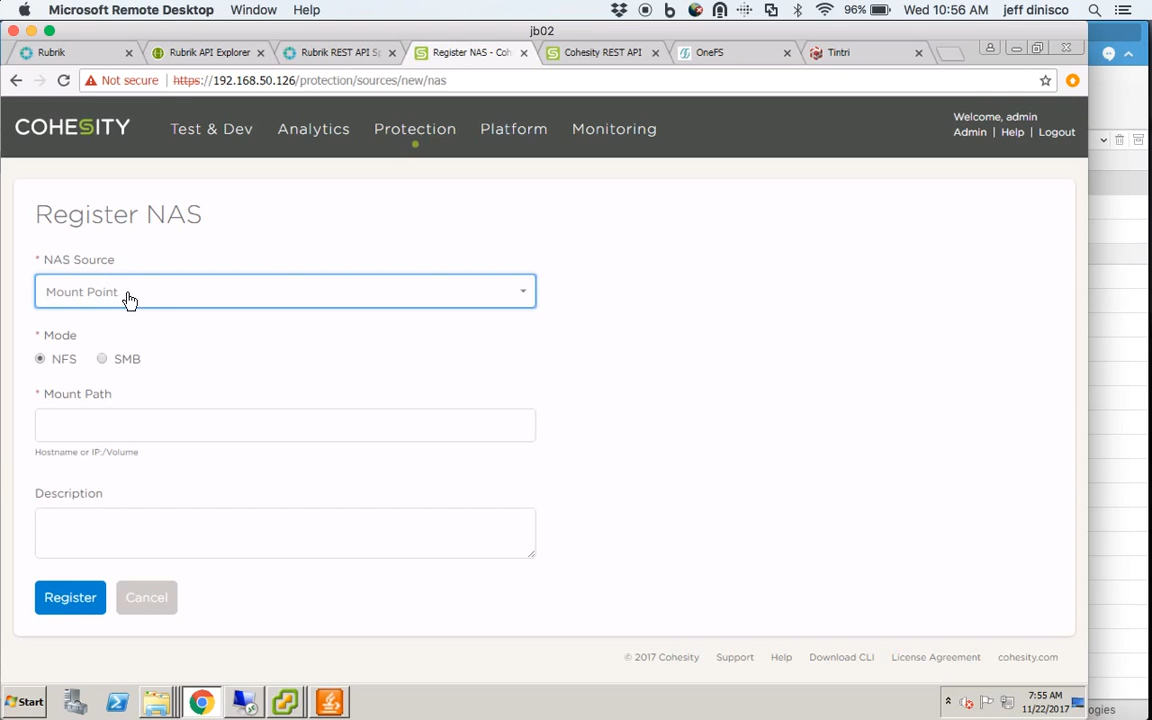 Microsoft Remote Desktop Window Help 96% Wed 10:56 AM jeff dinisco
jb02
Rubrik Rubrik API Explorer Rubrik REST API Register NAS - Coh Cohesity REST API OneFS Tintri
Not secure https://192.168.50.126/protection/sources/new/nas
COHESITY Test & Dev Analytics Protection Platform Monitoring
Welcome, admin
Admin | Help | Logout
Register NAS
* NAS Source
Mount Point
* Mode
NFS SMB
* Mount Path
Hostname or IP:/Volume
Description
Register Cancel
© 2017 Cohesity Support Help Download CLI License Agreement cohesity.com
Start
7:55 AM
11/22/2017
ogies